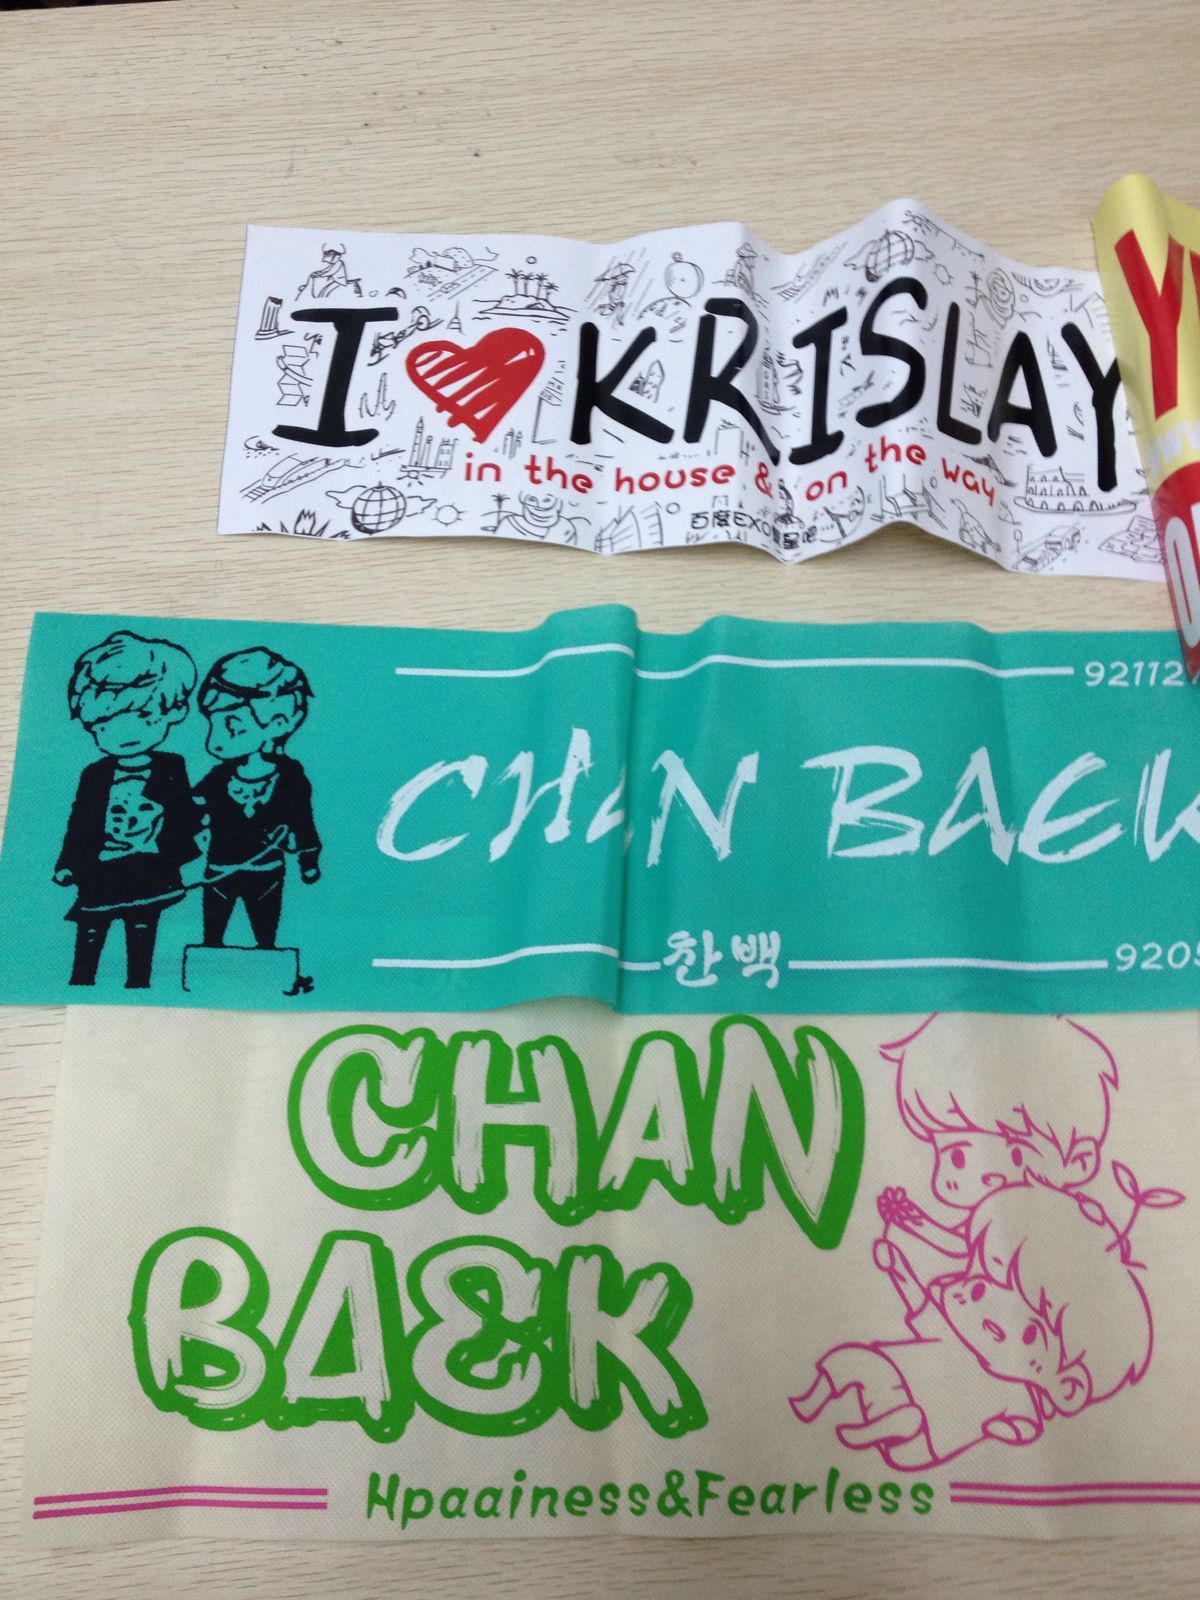 I KRISLAY
in the house & on the way
百度EXO星吧
92112
CHAN BAEK
찬백
9205
CHAN
BAEK
Hpaainess&Fearless